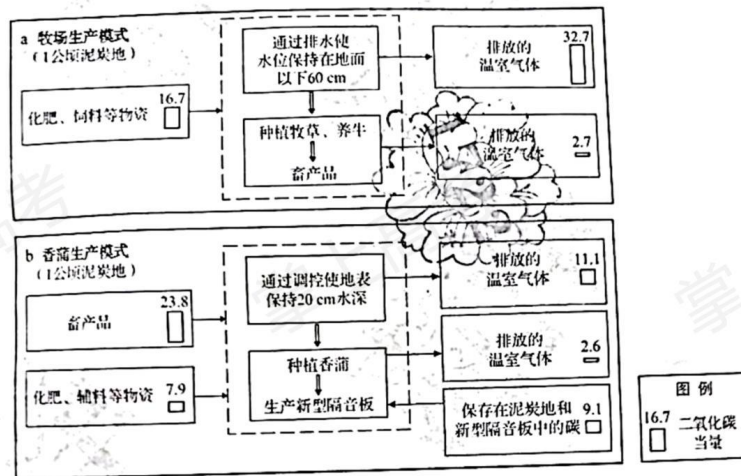 a 牧场生产模式
(1公顷泥炭地)
化肥、饲料等物资
16.7
通过排水使
水位保持在地面
以下60 cm
种植牧草、养牛
畜产品
排放的
温室气体
32.7
排放的
温室气体
2.7
b 香蒲生产模式
(1公顷泥炭地)
畜产品
23.8
化肥、辅料等物资
7.9
通过调控使地表
保持20 cm水深
种植香蒲
生产新型隔音板
排放的
温室气体
11.1
排放的
温室气体
2.6
保存在泥炭地和
新型隔音板中的碳
9.1
图例
16.7
二氧化碳
当量